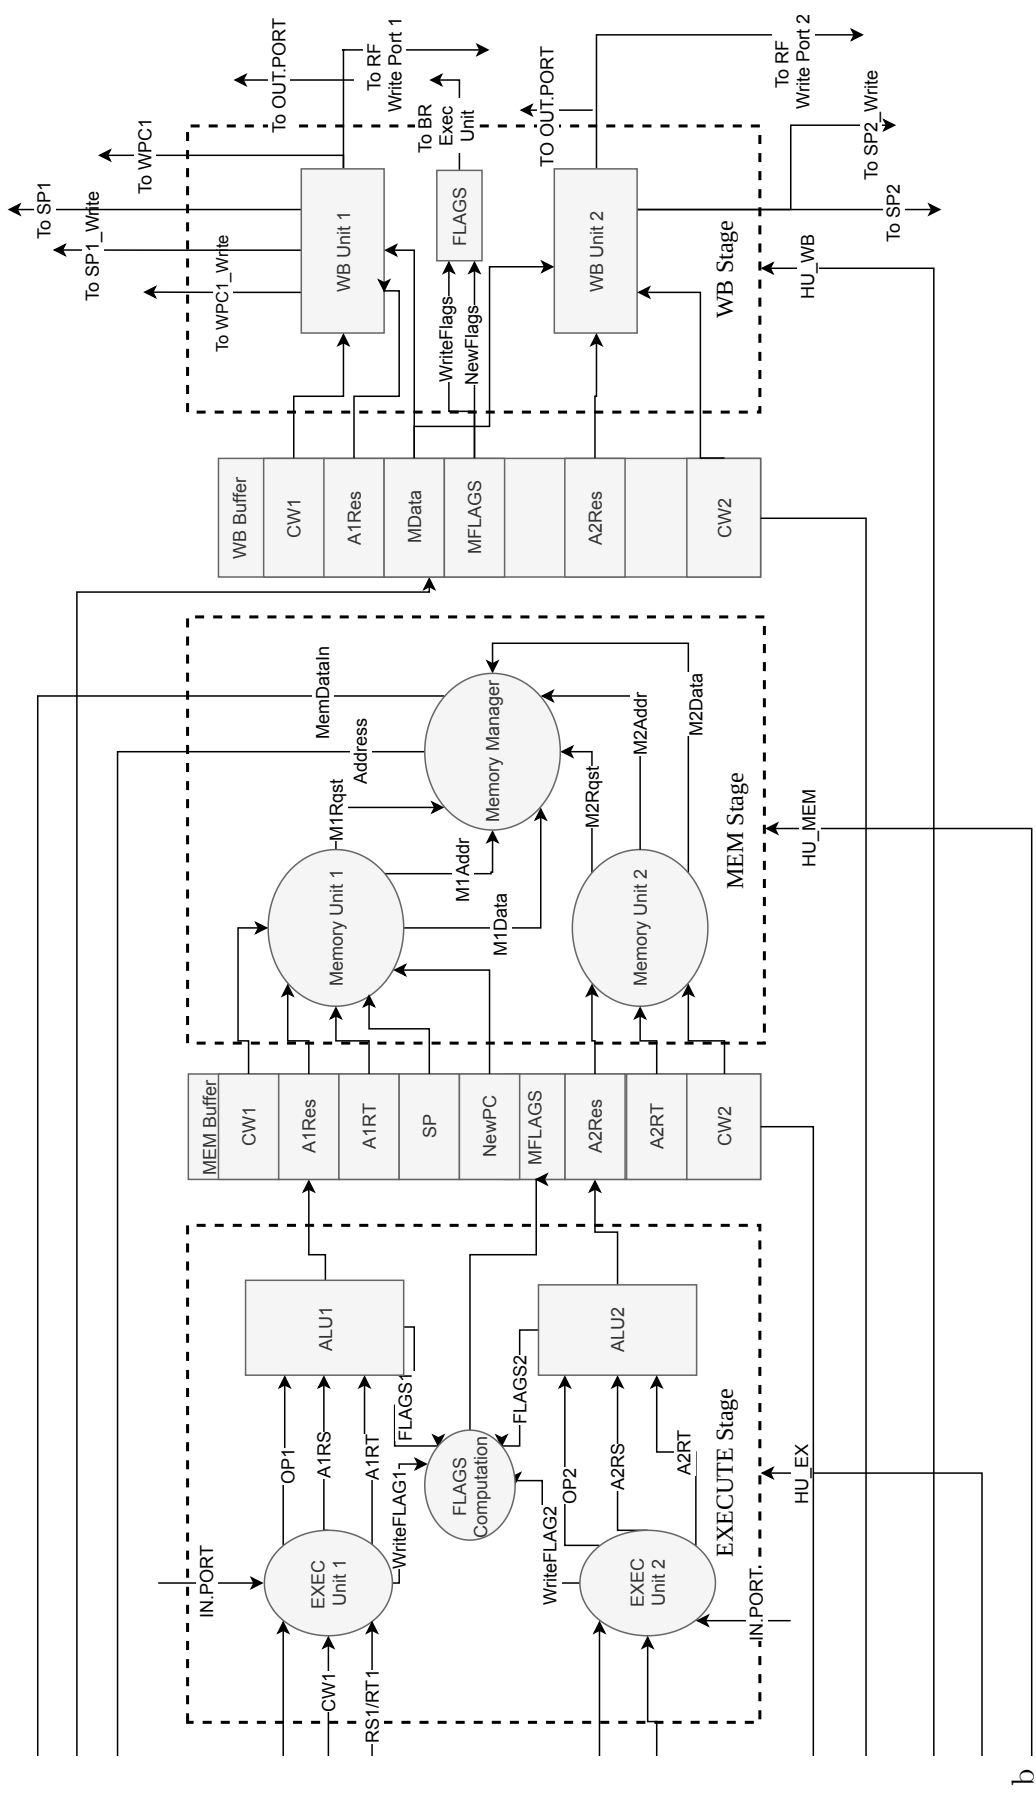 IN.PORT
CW1
RS1/RT1
EXEC
Unit 1
OP1
A1RS
A1RT
WriteFLAG1
ALU1
FLAGS1
FLAGS
Computation
FLAGS2
WriteFLAG2
OP2
A2RS
A2RT
ALU2
EXEC
Unit 2
IN.PORT
EXECUTE Stage
HU_EX
MEM Buffer
CW1
A1Res
A1RT
SP
NewPC
MFLAGS
A2Res
A2RT
CW2
Memory Unit 1
M1Rqst
M1Addr
M1Data
Address
MemDataIn
Memory Manager
M2Rqst
M2Addr
M2Data
Memory Unit 2
MEM Stage
HU_MEM
WB Buffer
CW1
A1Res
MData
MFLAGS
A2Res
CW2
To SP1
To SP1_Write
To WPC1
To WPC1_Write
WB Unit 1
To OUT.PORT
To RF
Write Port 1
WriteFlags
NewFlags
FLAGS
To BR
Exec
Unit
WB Unit 2
TO OUT.PORT
To RF
Write Port 2
To SP2_Write
To SP2
WB Stage
HU_WB
b